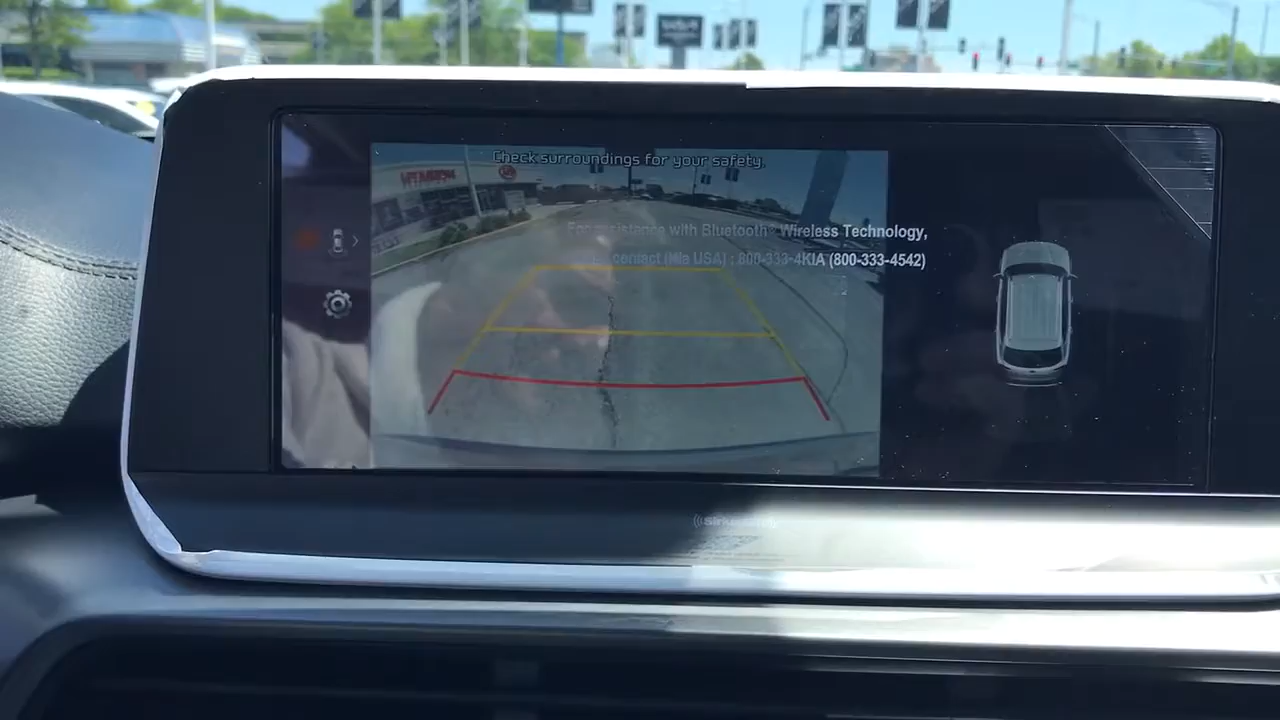 Check surroundings for your safety.
For assistance with Bluetooth® Wireless Technology,
contact (Kia USA) : 800-333-4KIA (800-333-4542)